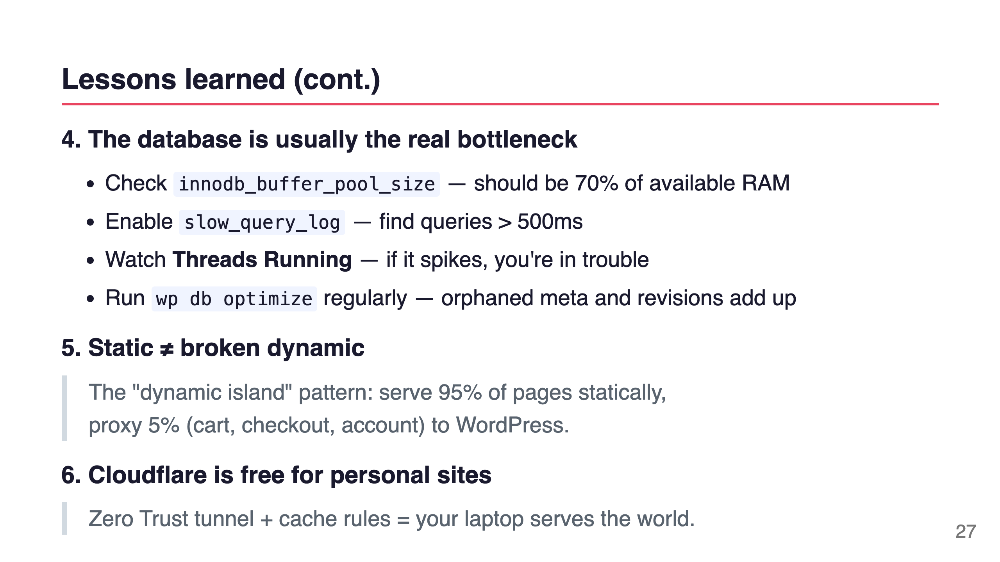 Lessons learned (cont.)
4. The database is usually the real bottleneck
• Check innodb_buffer_pool_size — should be 70% of available RAM
• Enable slow_query_log — find queries > 500ms
• Watch Threads Running — if it spikes, you're in trouble
• Run wp db optimize regularly — orphaned meta and revisions add up
5. Static ≠ broken dynamic
The "dynamic island" pattern: serve 95% of pages statically,
proxy 5% (cart, checkout, account) to WordPress.
6. Cloudflare is free for personal sites
Zero Trust tunnel + cache rules = your laptop serves the world.
27